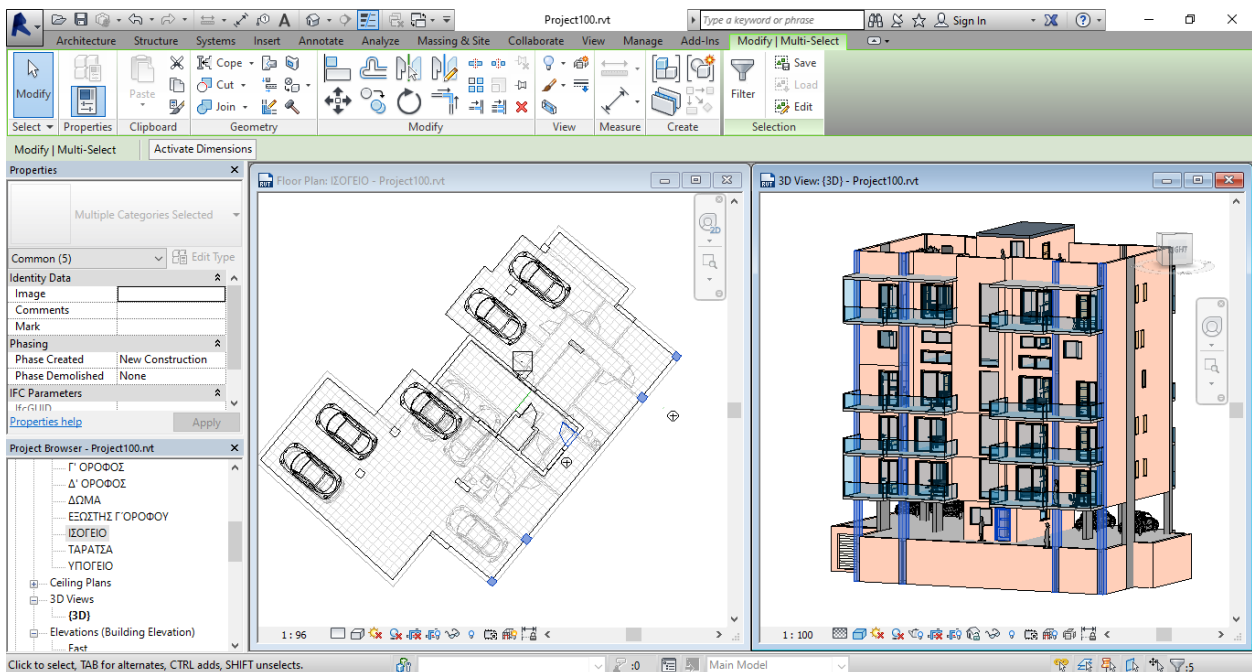 Project100.rvt
Type a keyword or phrase
Sign In
Architecture Structure Systems Insert Annotate Analyze Massing & Site Collaborate View Manage Add-Ins Modify | Multi-Select
Cope
Save
Cut
Load
Modify
Paste
Join
Filter
Edit
Select Properties Clipboard Geometry Modify View Measure Create Selection
Modify | Multi-Select Activate Dimensions
Properties
Multiple Categories Selected
Common (5) Edit Type
Identity Data
Image
Comments
Mark
Phasing
Phase Created New Construction
Phase Demolished None
IFC Parameters
IfcGUID
Properties help Apply
Project Browser - Project100.rvt
Γ' ΟΡΟΦΟΣ
Δ' ΟΡΟΦΟΣ
ΔΩΜΑ
ΕΞΩΣΤΗΣ Γ'ΟΡΟΦΟΥ
ΙΣΟΓΕΙΟ
ΤΑΡΑΤΣΑ
ΥΠΟΓΕΙΟ
Ceiling Plans
3D Views
{3D}
Elevations (Building Elevation)
East
Floor Plan: ΙΣΟΓΕΙΟ - Project100.rvt
2D
1 : 96
3D View: {3D} - Project100.rvt
RIGHT
1 : 100
Click to select, TAB for alternates, CTRL adds, SHIFT unselects.
:0
Main Model
:5